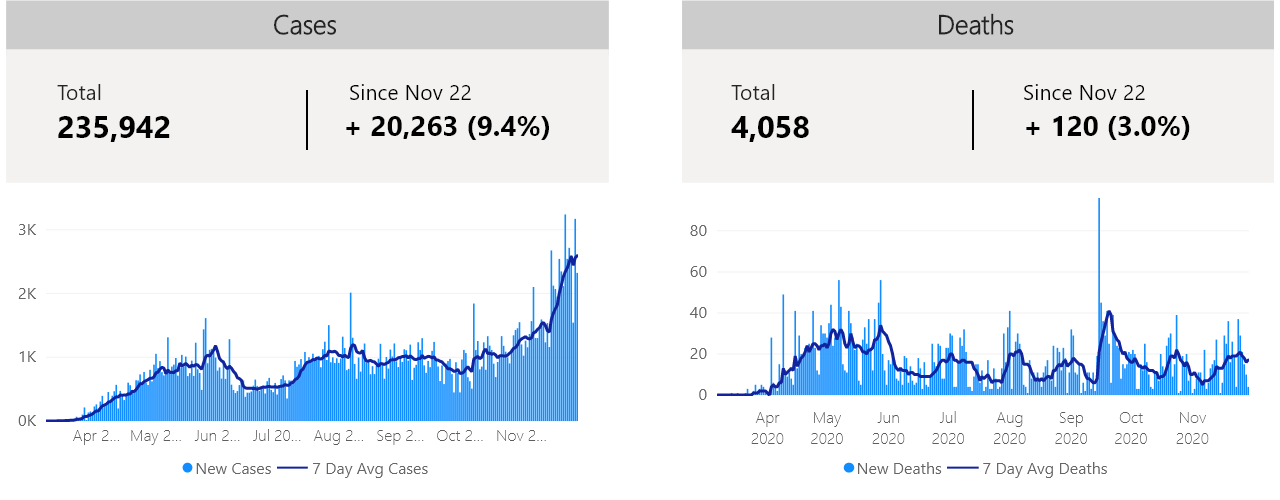 Cases
Total
235,942
Since Nov 22
+ 20,263 (9.4%)
3K
2K
1K
0K
Apr 2... May 2... Jun 2... Jul 20... Aug 2... Sep 2... Oct 2... Nov 2...
New Cases 7 Day Avg Cases
Deaths
Total
4,058
Since Nov 22
+ 120 (3.0%)
80
60
40
20
0
Apr May Jun Jul Aug Sep Oct Nov
2020 2020 2020 2020 2020 2020 2020 2020
New Deaths 7 Day Avg Deaths